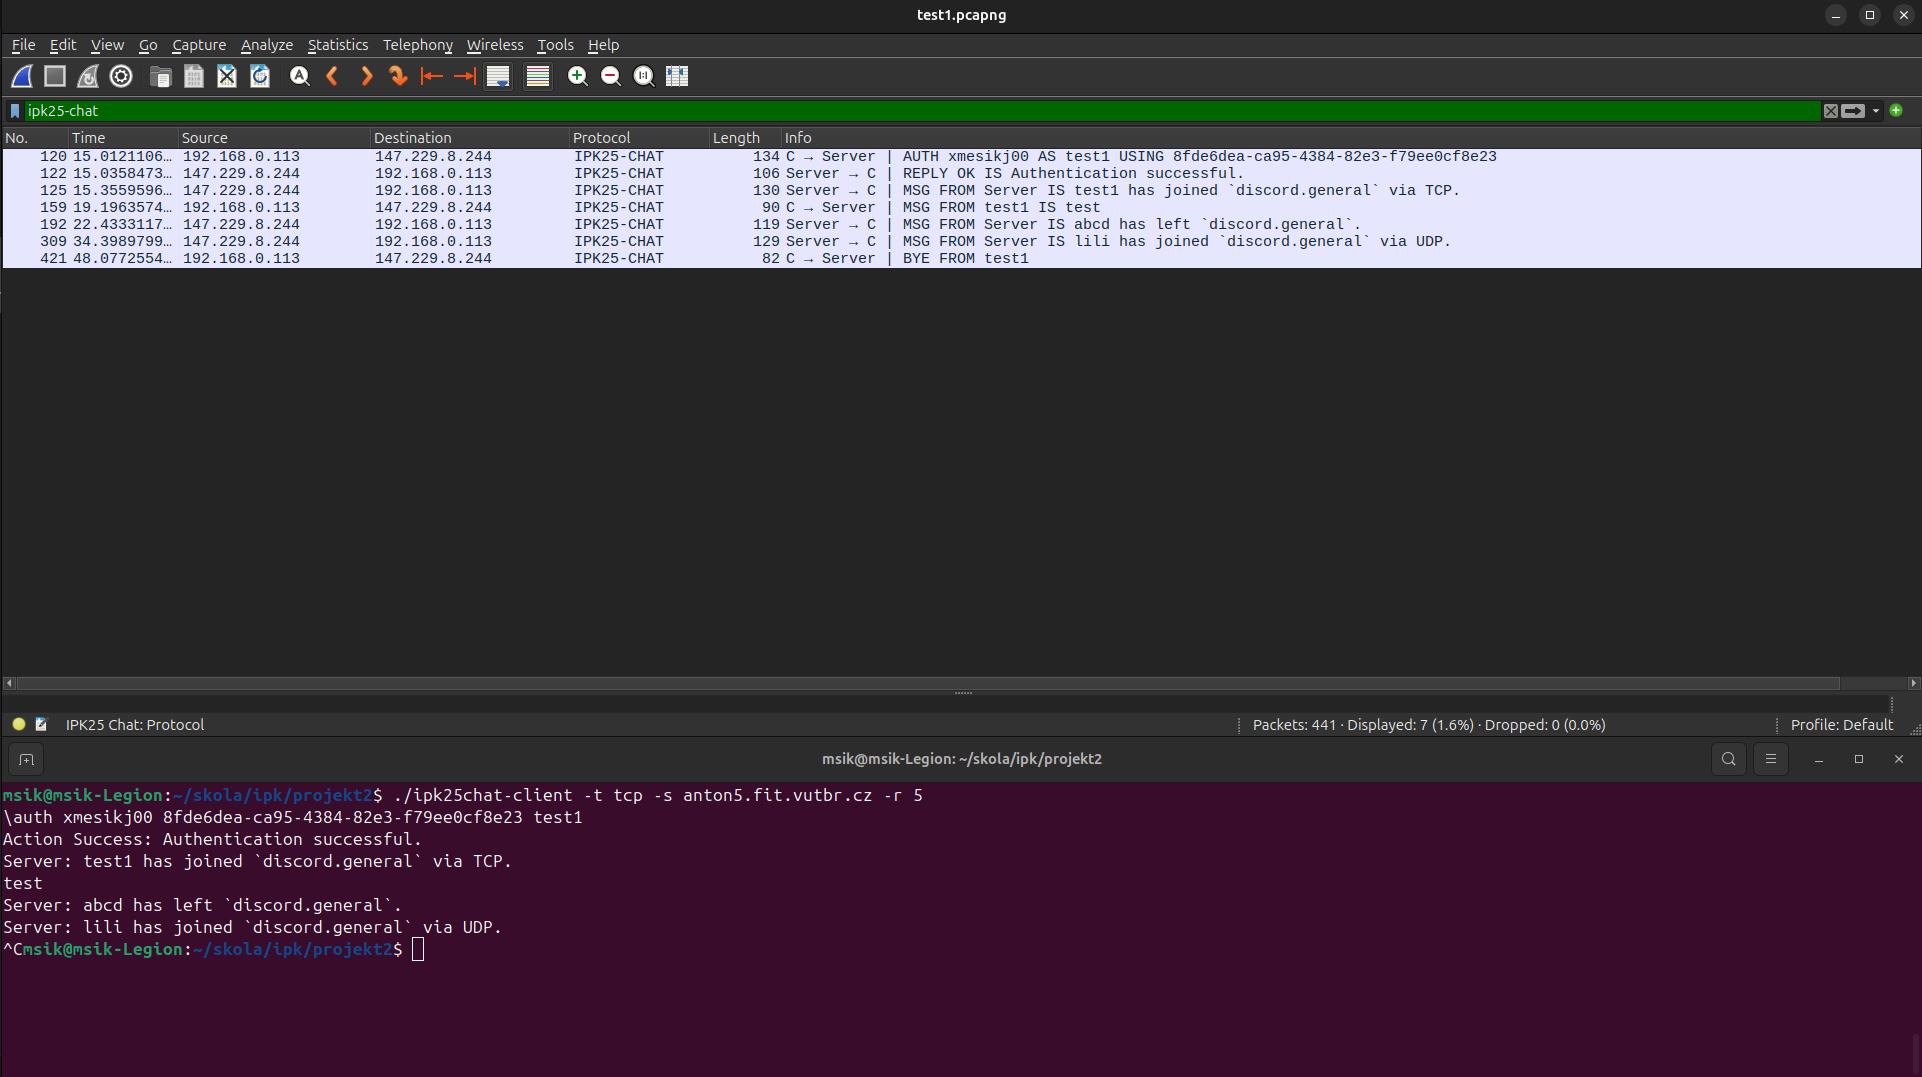 test1.pcapng
File Edit View Go Capture Analyze Statistics Telephony Wireless Tools Help
ipk25-chat
No. Time Source Destination Protocol Length Info
120 15.0121106… 192.168.0.113 147.229.8.244 IPK25-CHAT 134 C → Server | AUTH xmesikj00 AS test1 USING 8fde6dea-ca95-4384-82e3-f79ee0cf8e23
122 15.0358473… 147.229.8.244 192.168.0.113 IPK25-CHAT 106 Server → C | REPLY OK IS Authentication successful.
125 15.3559596… 147.229.8.244 192.168.0.113 IPK25-CHAT 130 Server → C | MSG FROM Server IS test1 has joined `discord.general` via TCP.
159 19.1963574… 192.168.0.113 147.229.8.244 IPK25-CHAT 90 C → Server | MSG FROM test1 IS test
192 22.4333117… 147.229.8.244 192.168.0.113 IPK25-CHAT 119 Server → C | MSG FROM Server IS abcd has left `discord.general`.
309 34.3989799… 147.229.8.244 192.168.0.113 IPK25-CHAT 129 Server → C | MSG FROM Server IS lili has joined `discord.general` via UDP.
421 48.0772554… 192.168.0.113 147.229.8.244 IPK25-CHAT 82 C → Server | BYE FROM test1
IPK25 Chat: Protocol Packets: 441 · Displayed: 7 (1.6%) · Dropped: 0 (0.0%) Profile: Default
msik@msik-Legion: ~/skola/ipk/projekt2
msik@msik-Legion:~/skola/ipk/projekt2$ ./ipk25chat-client -t tcp -s anton5.fit.vutbr.cz -r 5
\auth xmesikj00 8fde6dea-ca95-4384-82e3-f79ee0cf8e23 test1
Action Success: Authentication successful.
Server: test1 has joined `discord.general` via TCP.
test
Server: abcd has left `discord.general`.
Server: lili has joined `discord.general` via UDP.
^Cmsik@msik-Legion:~/skola/ipk/projekt2$